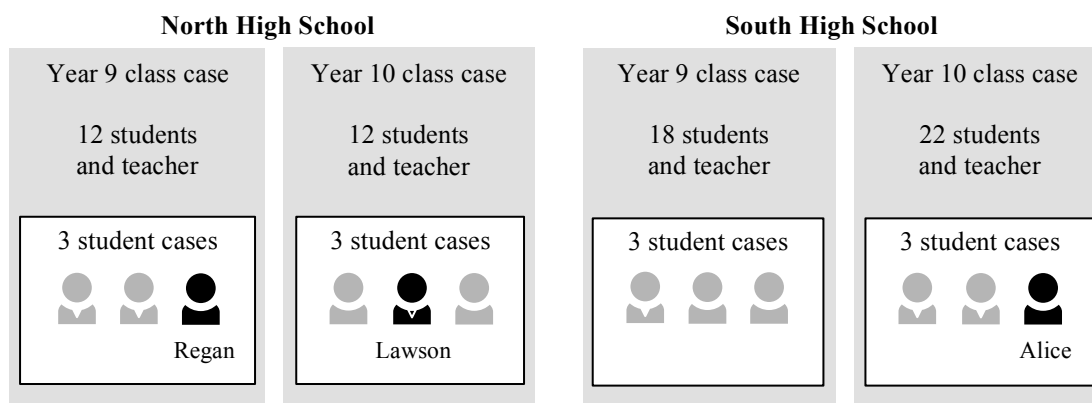 North High School
Year 9 class case
12 students
and teacher
3 student cases
Regan
Year 10 class case
12 students
and teacher
3 student cases
Lawson
South High School
Year 9 class case
18 students
and teacher
3 student cases
Year 10 class case
22 students
and teacher
3 student cases
Alice